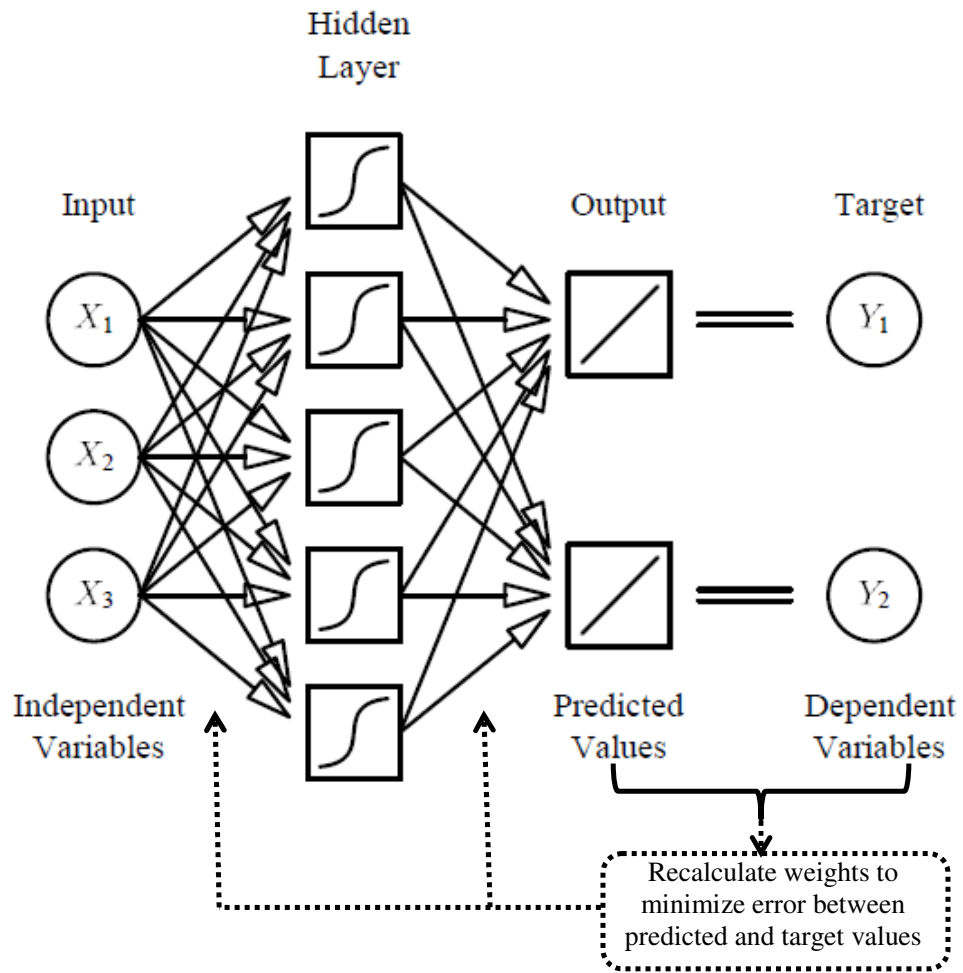 Hidden
Layer
Input
Output
Target
X1
Y1
X2
X3
Y2
Independent
Variables
Predicted
Values
Dependent
Variables
Recalculate weights to
minimize error between
predicted and target values